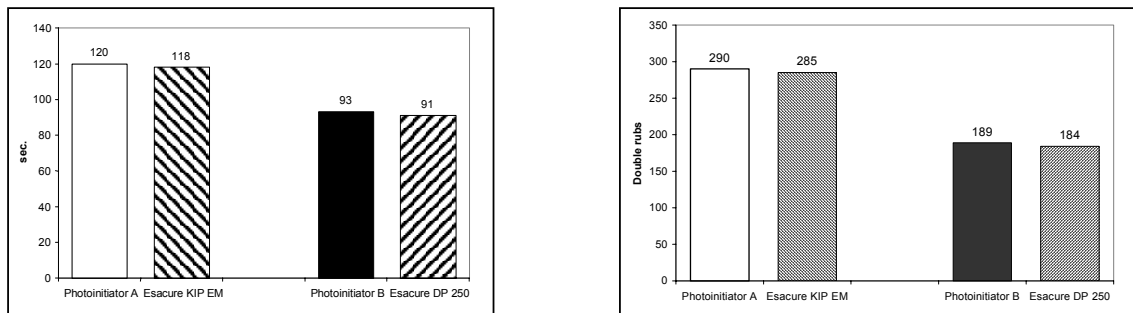 140
120
100
80
60
40
20
0
sec.
120
118
93
91
Photoinitiator A
Esacure KIP EM
Photoinitiator B
Esacure DP 250
350
300
250
200
150
100
50
0
Double rubs
290
285
189
184
Photoinitiator A
Esacure KIP EM
Photoinitiator B
Esacure DP 250